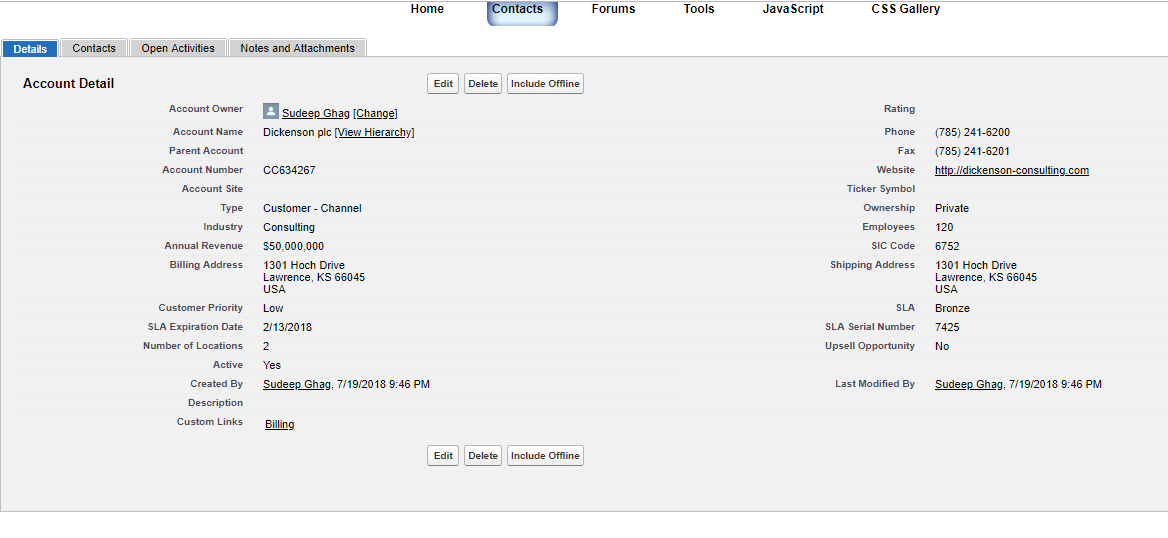 Home Contacts Forums Tools JavaScript CSS Gallery
Details Contacts Open Activities Notes and Attachments
Account Detail Edit Delete Include Offline
Account Owner Sudeep Ghag [Change] Rating
Account Name Dickenson plc [View Hierarchy] Phone (785) 241-6200
Parent Account Fax (785) 241-6201
Account Number CC634267 Website http://dickenson-consulting.com
Account Site Ticker Symbol
Type Customer - Channel Ownership Private
Industry Consulting Employees 120
Annual Revenue $50,000,000 SIC Code 6752
Billing Address 1301 Hoch Drive Shipping Address 1301 Hoch Drive
Lawrence, KS 66045 Lawrence, KS 66045
USA USA
Customer Priority Low SLA Bronze
SLA Expiration Date 2/13/2018 SLA Serial Number 7425
Number of Locations 2 Upsell Opportunity No
Active Yes
Created By Sudeep Ghag, 7/19/2018 9:46 PM Last Modified By Sudeep Ghag, 7/19/2018 9:46 PM
Description
Custom Links Billing
Edit Delete Include Offline